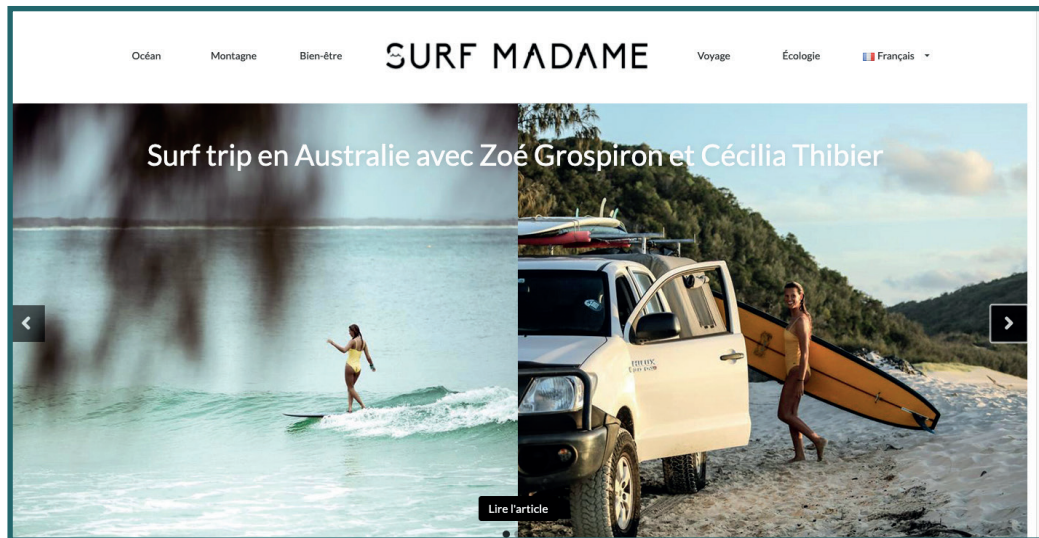 Océan Montagne Bien-être SURF MADAME Voyage Écologie Français
Surf trip en Australie avec Zoé Grospiron et Cécilia Thibier
HILUX
Lire l'article